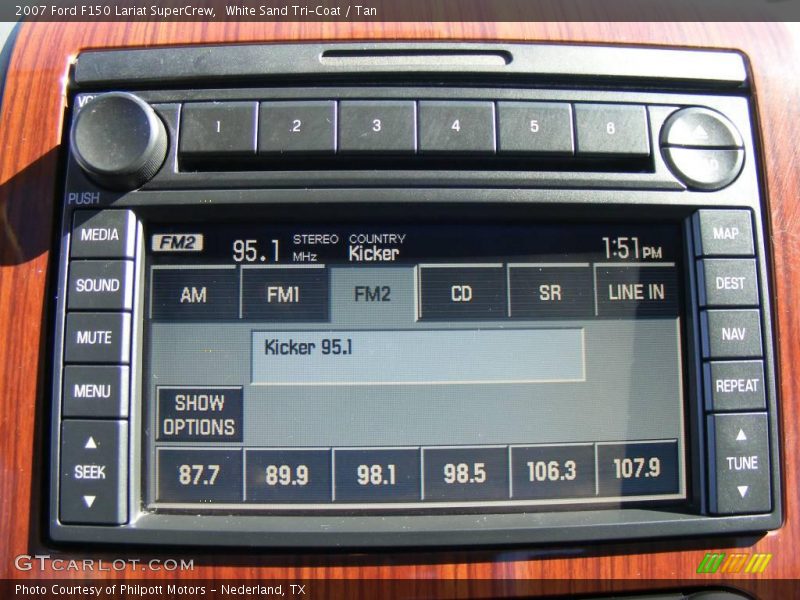 2007 Ford F150 Lariat SuperCrew, White Sand Tri-Coat / Tan
1 2 3 4 5 6
PUSH
MEDIA
SOUND
MUTE
MENU
SEEK
FM2 95.1 MHz STEREO COUNTRY Kicker 1:51 PM
AM FM1 FM2 CD SR LINE IN
Kicker 95.1
SHOW
OPTIONS
87.7 89.9 98.1 98.5 106.3 107.9
MAP
DEST
NAV
REPEAT
TUNE
GTCARLOT.COM
Photo Courtesy of Philpott Motors - Nederland, TX